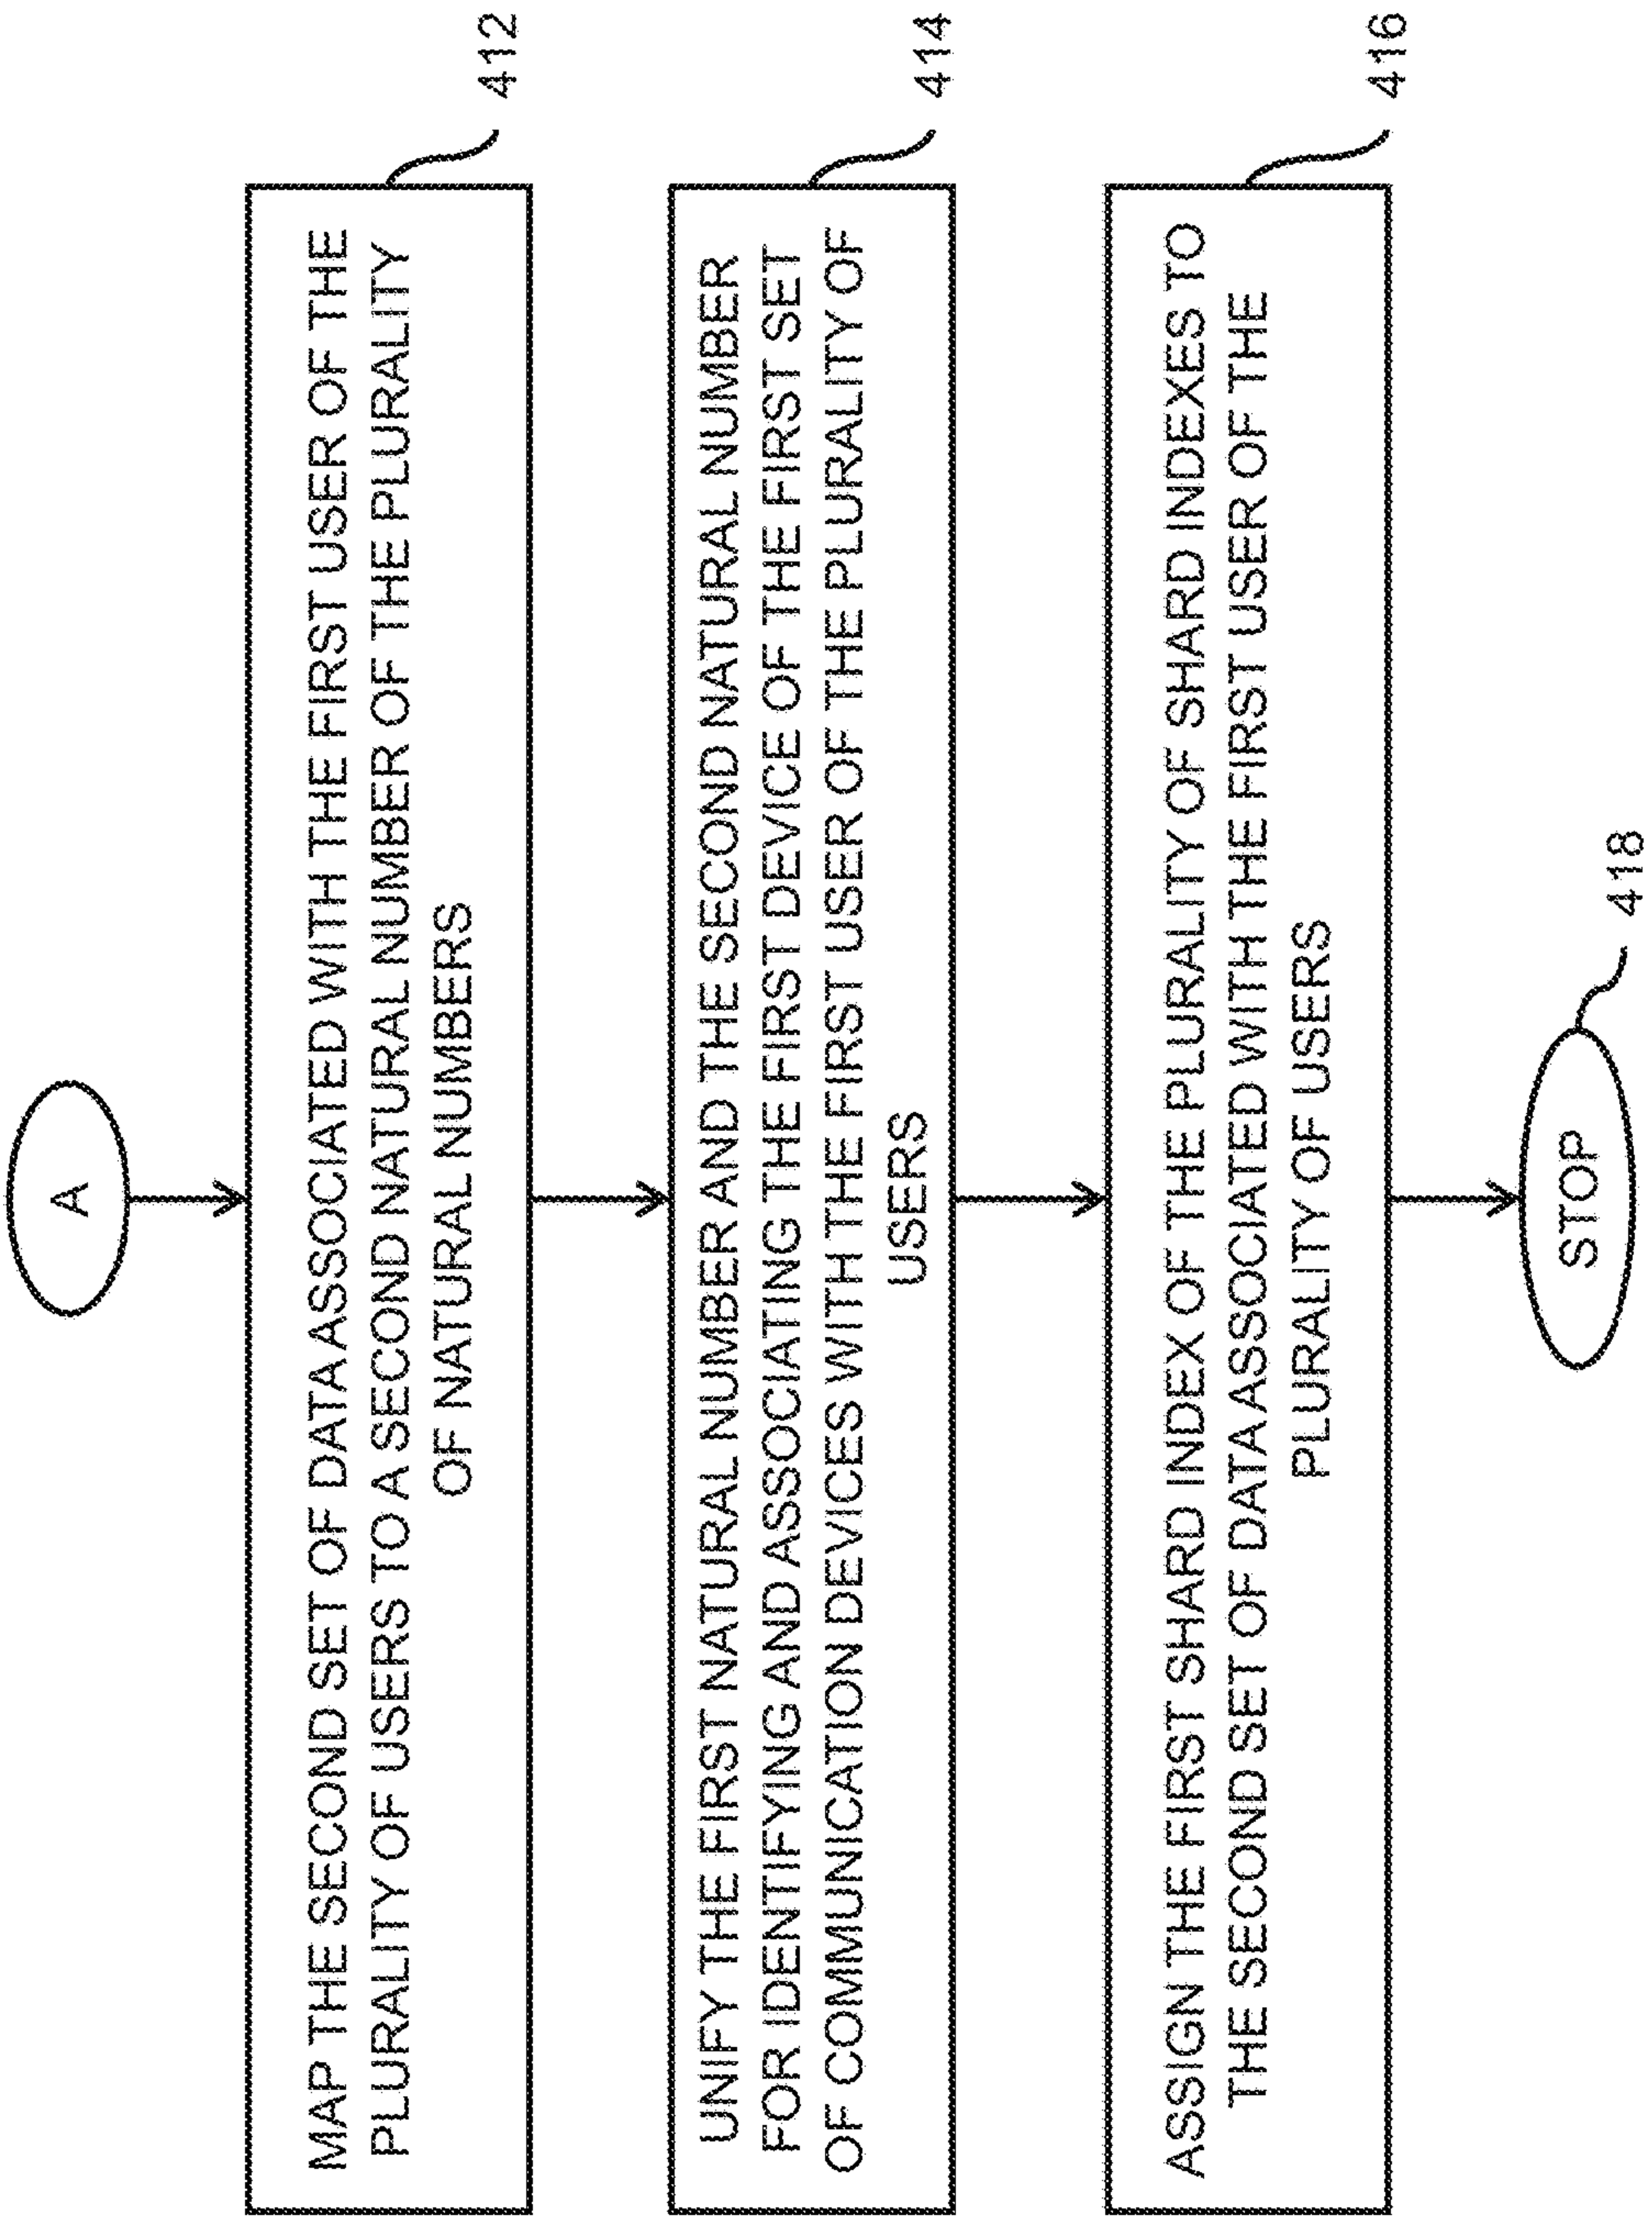 A
412
MAP THE SECOND SET OF DATA ASSOCIATED WITH THE FIRST USER OF THE
PLURALITY OF USERS TO A SECOND NATURAL NUMBER OF THE PLURALITY
OF NATURAL NUMBERS
414
UNIFY THE FIRST NATURAL NUMBER AND THE SECOND NATURAL NUMBER
FOR IDENTIFYING AND ASSOCIATING THE FIRST DEVICE OF THE FIRST SET
OF COMMUNICATION DEVICES WITH THE FIRST USER OF THE PLURALITY OF
USERS
416
ASSIGN THE FIRST SHARD INDEX OF THE PLURALITY OF SHARD INDEXES TO
THE SECOND SET OF DATA ASSOCIATED WITH THE FIRST USER OF THE
PLURALITY OF USERS
418
STOP